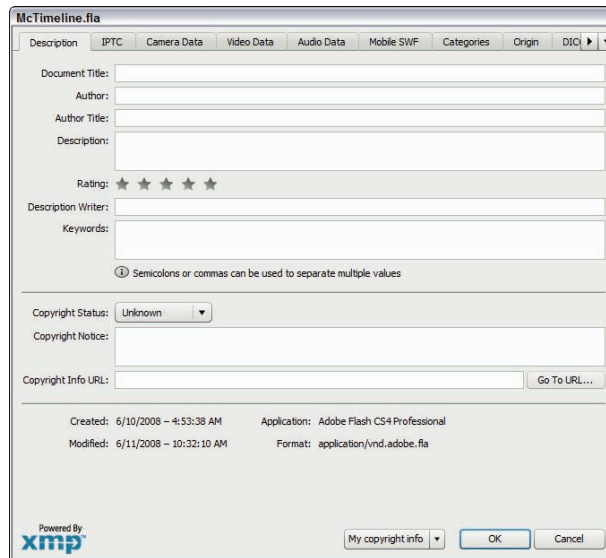 McTimeline.fla
Description IPTC Camera Data Video Data Audio Data Mobile SWF Categories Origin DIC
Document Title:
Author:
Author Title:
Description:
Rating:
Description Writer:
Keywords:
Semicolons or commas can be used to separate multiple values
Copyright Status: Unknown
Copyright Notice:
Copyright Info URL: Go To URL...
Created: 6/10/2008 – 4:53:38 AM Application: Adobe Flash CS4 Professional
Modified: 6/11/2008 – 10:32:10 AM Format: application/vnd.adobe.fla
Powered By
xmp™ My copyright info OK Cancel